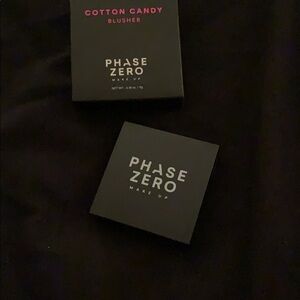 COTTON CANDY
BLUSHER
PHASE
ZERO
MAKE UP
PHASE
ZERO
MAKE UP